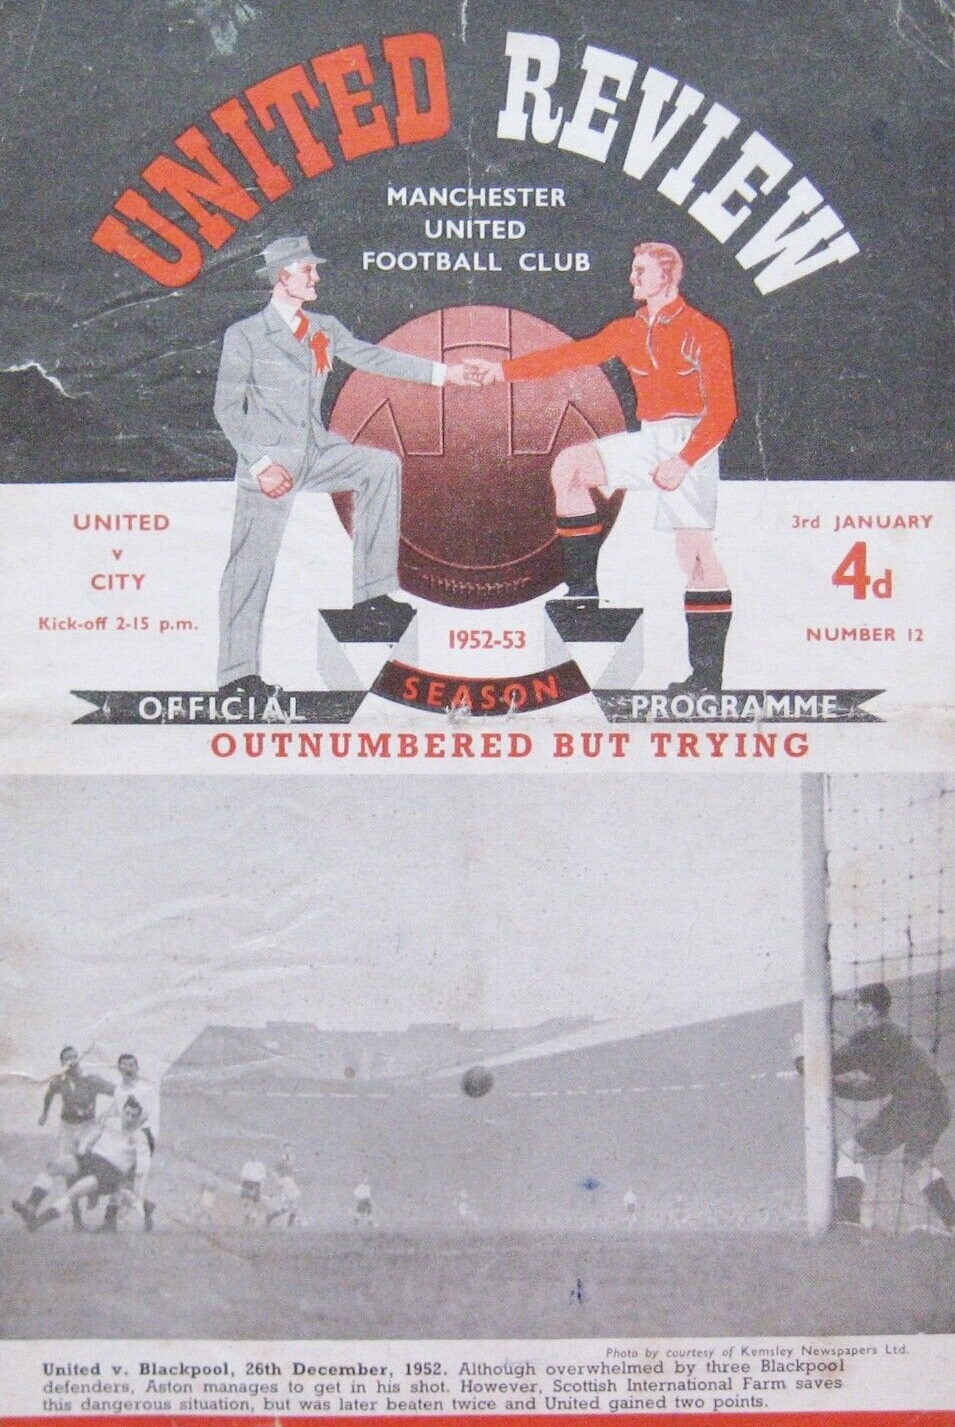 UNITED REVIEW
MANCHESTER
UNITED
FOOTBALL CLUB
UNITED
v
CITY
Kick-off 2-15 p.m.
3rd JANUARY
4d
NUMBER 12
1952-53
SEASON
OFFICIAL
PROGRAMME
OUTNUMBERED BUT TRYING
Photo by courtesy of Kemsley Newspapers Ltd.
United v. Blackpool, 26th December, 1952. Although overwhelmed by three Blackpool
defenders, Aston manages to get in his shot. However, Scottish International Farm saves
this dangerous situation, but was later beaten twice and United gained two points.